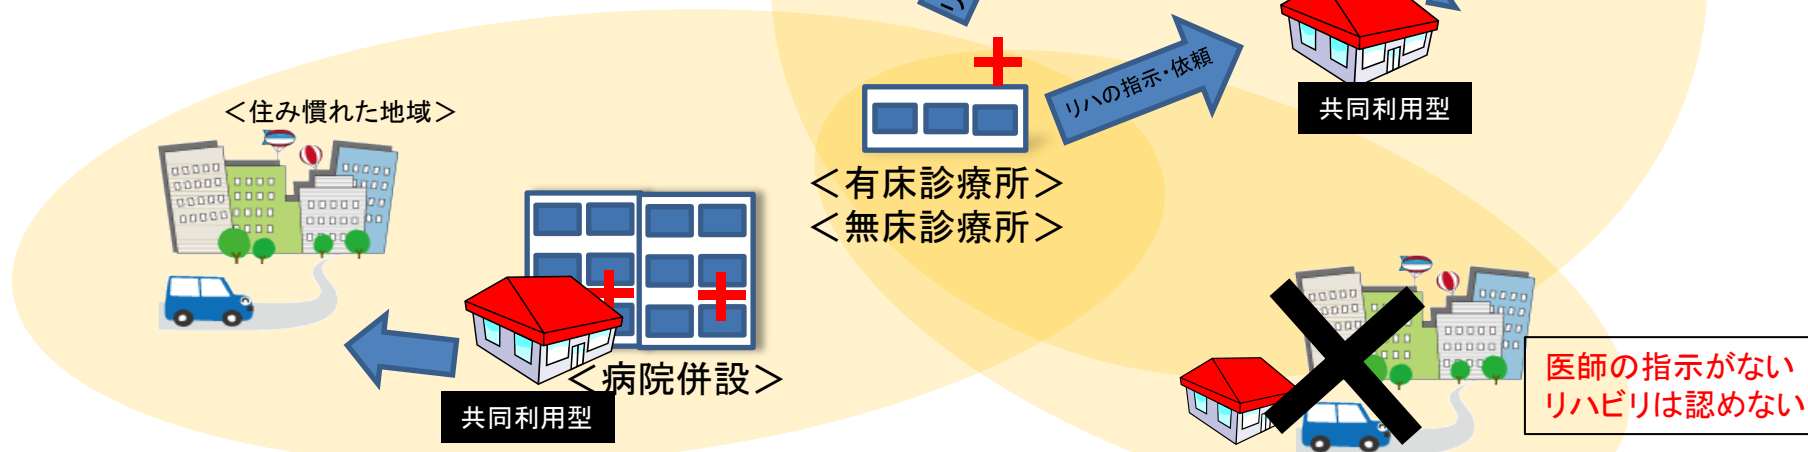 リ
リハの指示・依頼
共同利用型
＜住み慣れた地域＞
＜有床診療所＞
＜無床診療所＞
＜病院併設＞
共同利用型
医師の指示がない
リハビリは認めない